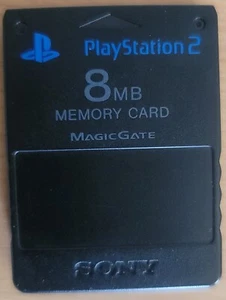 PlayStation 2
8MB
MEMORY CARD
MAGICGATE
SONY